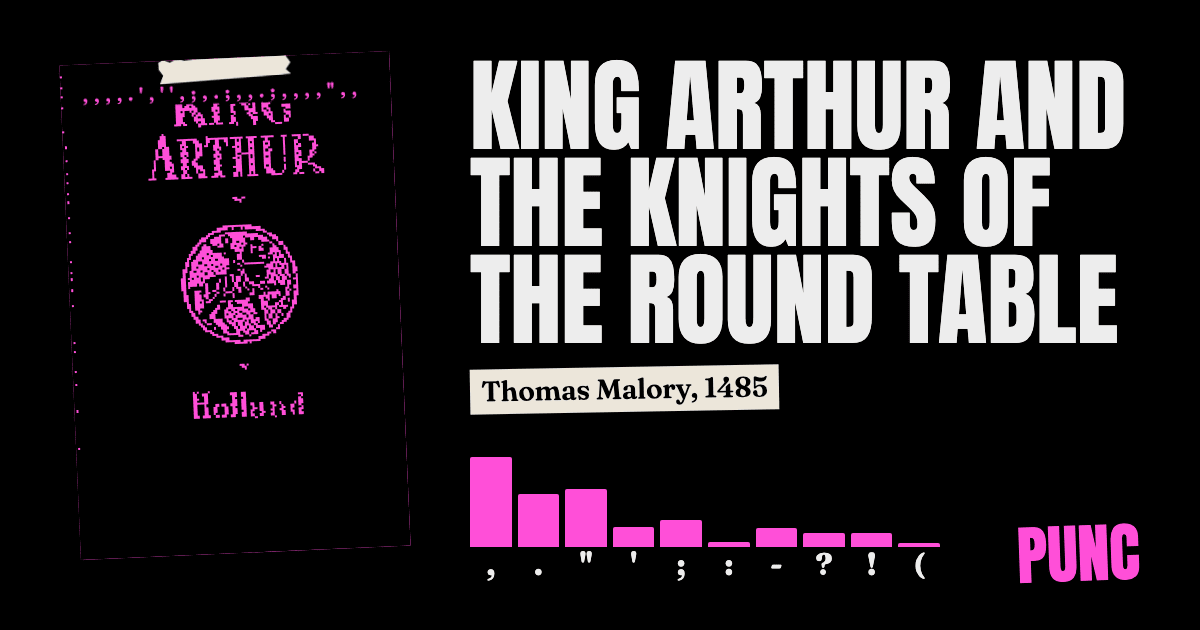 ,,,,.','',;,.;,,.;,,,,",,
KING
ARTHUR
Holland
KING ARTHUR AND
THE KNIGHTS OF
THE ROUND TABLE
Thomas Malory, 1485
, . " ' ; : - ? ! (
PUNC